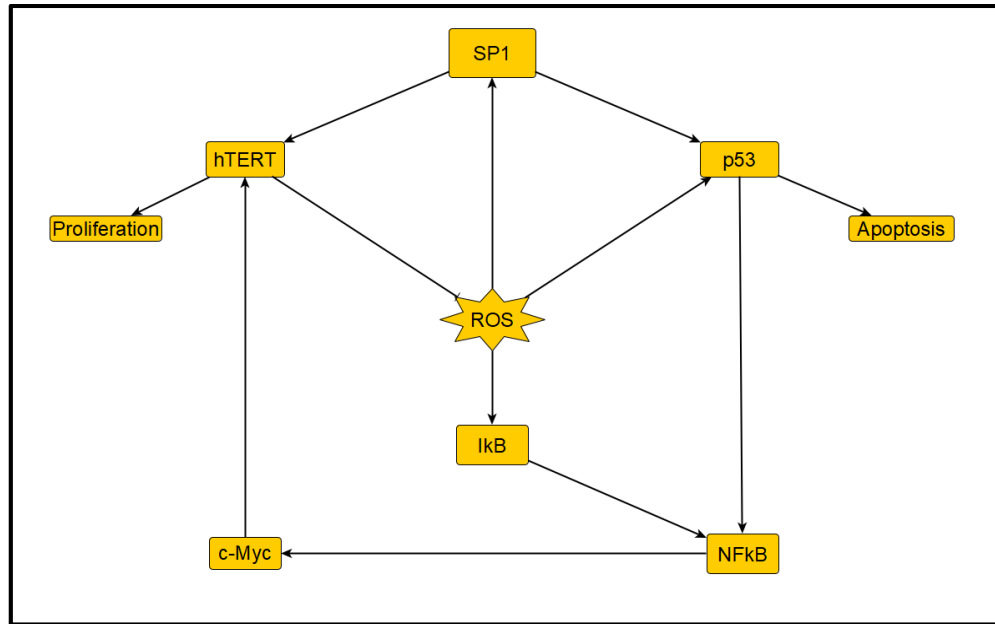 SP1
hTERT
p53
Proliferation
Apoptosis
ROS
IkB
c-Myc
NFkB